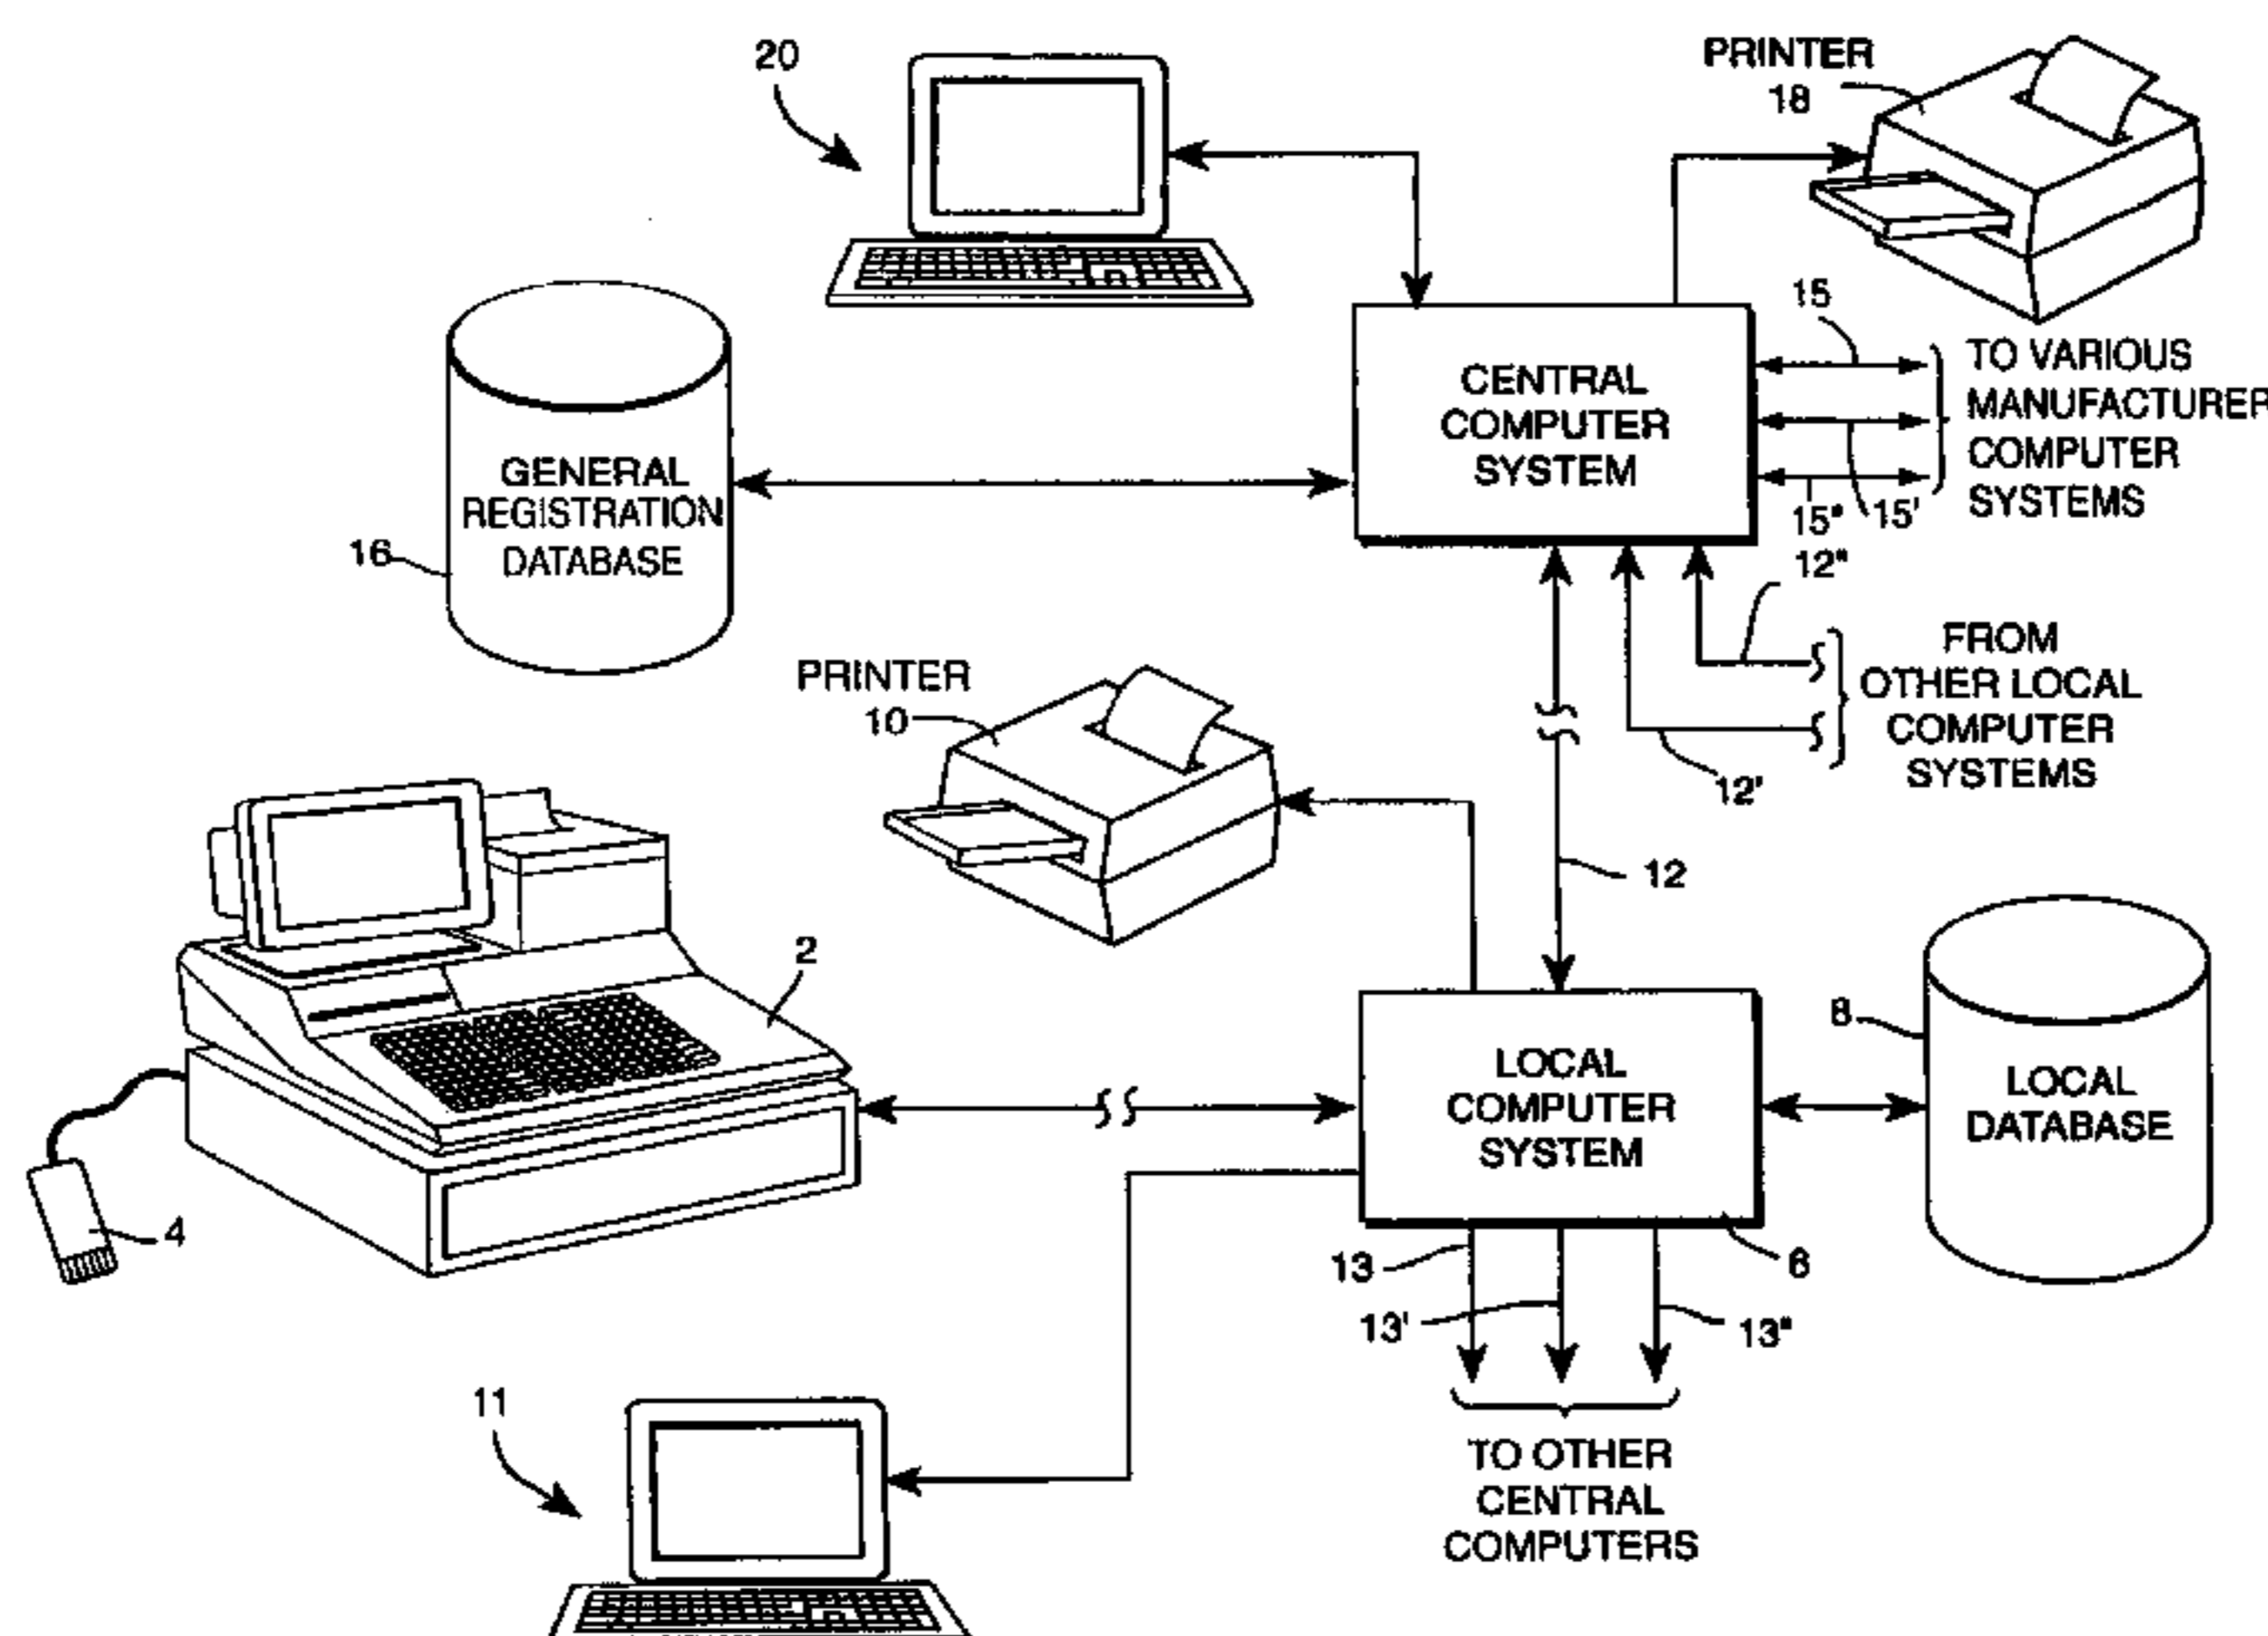 20
PRINTER
18
15
TO VARIOUS
MANUFACTURER
COMPUTER
SYSTEMS
CENTRAL
COMPUTER
SYSTEM
15"
15'
GENERAL
REGISTRATION
DATABASE
16
12"
FROM
OTHER LOCAL
COMPUTER
SYSTEMS
12'
PRINTER
10
12
2
8
LOCAL
DATABASE
LOCAL
COMPUTER
SYSTEM
4
13
6
13'
13"
11
TO OTHER
CENTRAL
COMPUTERS